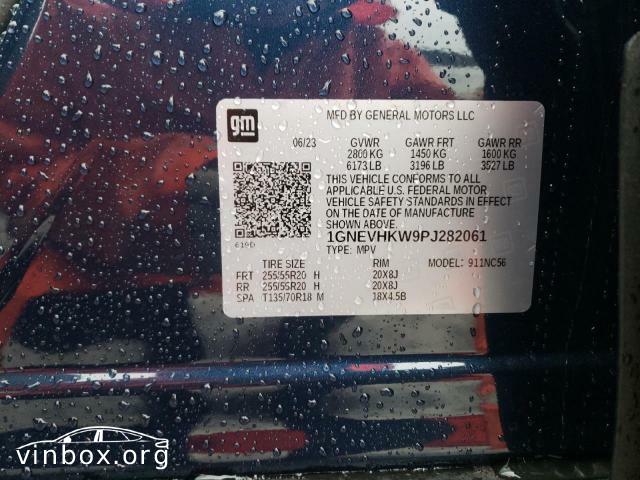 gm
MFD BY GENERAL MOTORS LLC
06/23 GVWR GAWR FRT GAWR RR
2800 KG 1450 KG 1600 KG
6173 LB 3196 LB 3527 LB
THIS VEHICLE CONFORMS TO ALL
APPLICABLE U.S. FEDERAL MOTOR
VEHICLE SAFETY STANDARDS IN EFFECT
ON THE DATE OF MANUFACTURE
SHOWN ABOVE.
1GNEVHKW9PJ282061
619D TYPE: MPV
TIRE SIZE RIM MODEL: 911NC56
FRT 255/55R20 H 20X8J
RR 255/55R20 H 20X8J
SPA T135/70R18 M 18X4.5B
vinbox.org